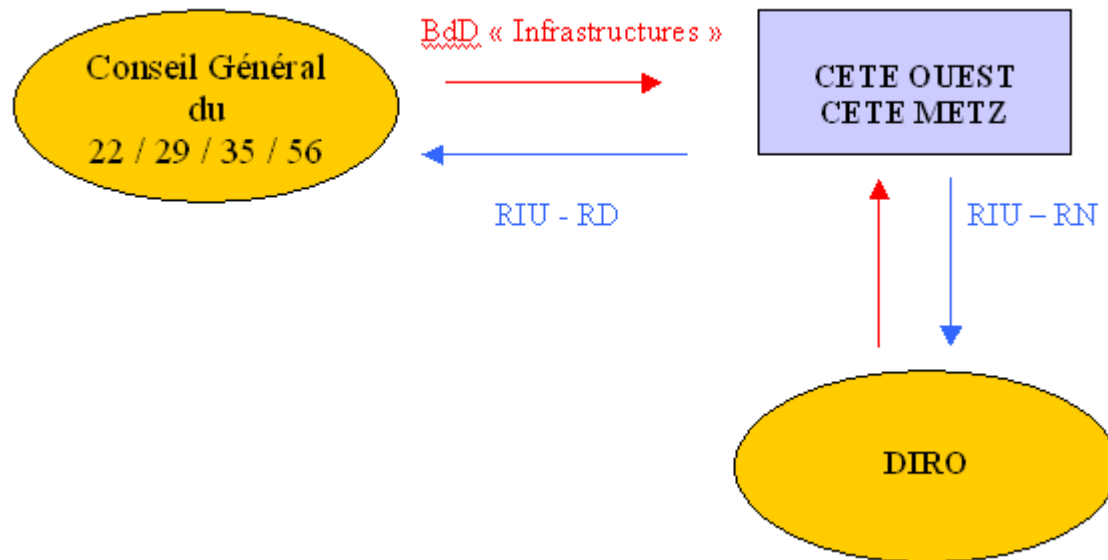 BdD « Infrastructures »
Conseil Général
du
22 / 29 / 35 / 56
CETE OUEST
CETE METZ
RIU - RD
RIU – RN
DIRO